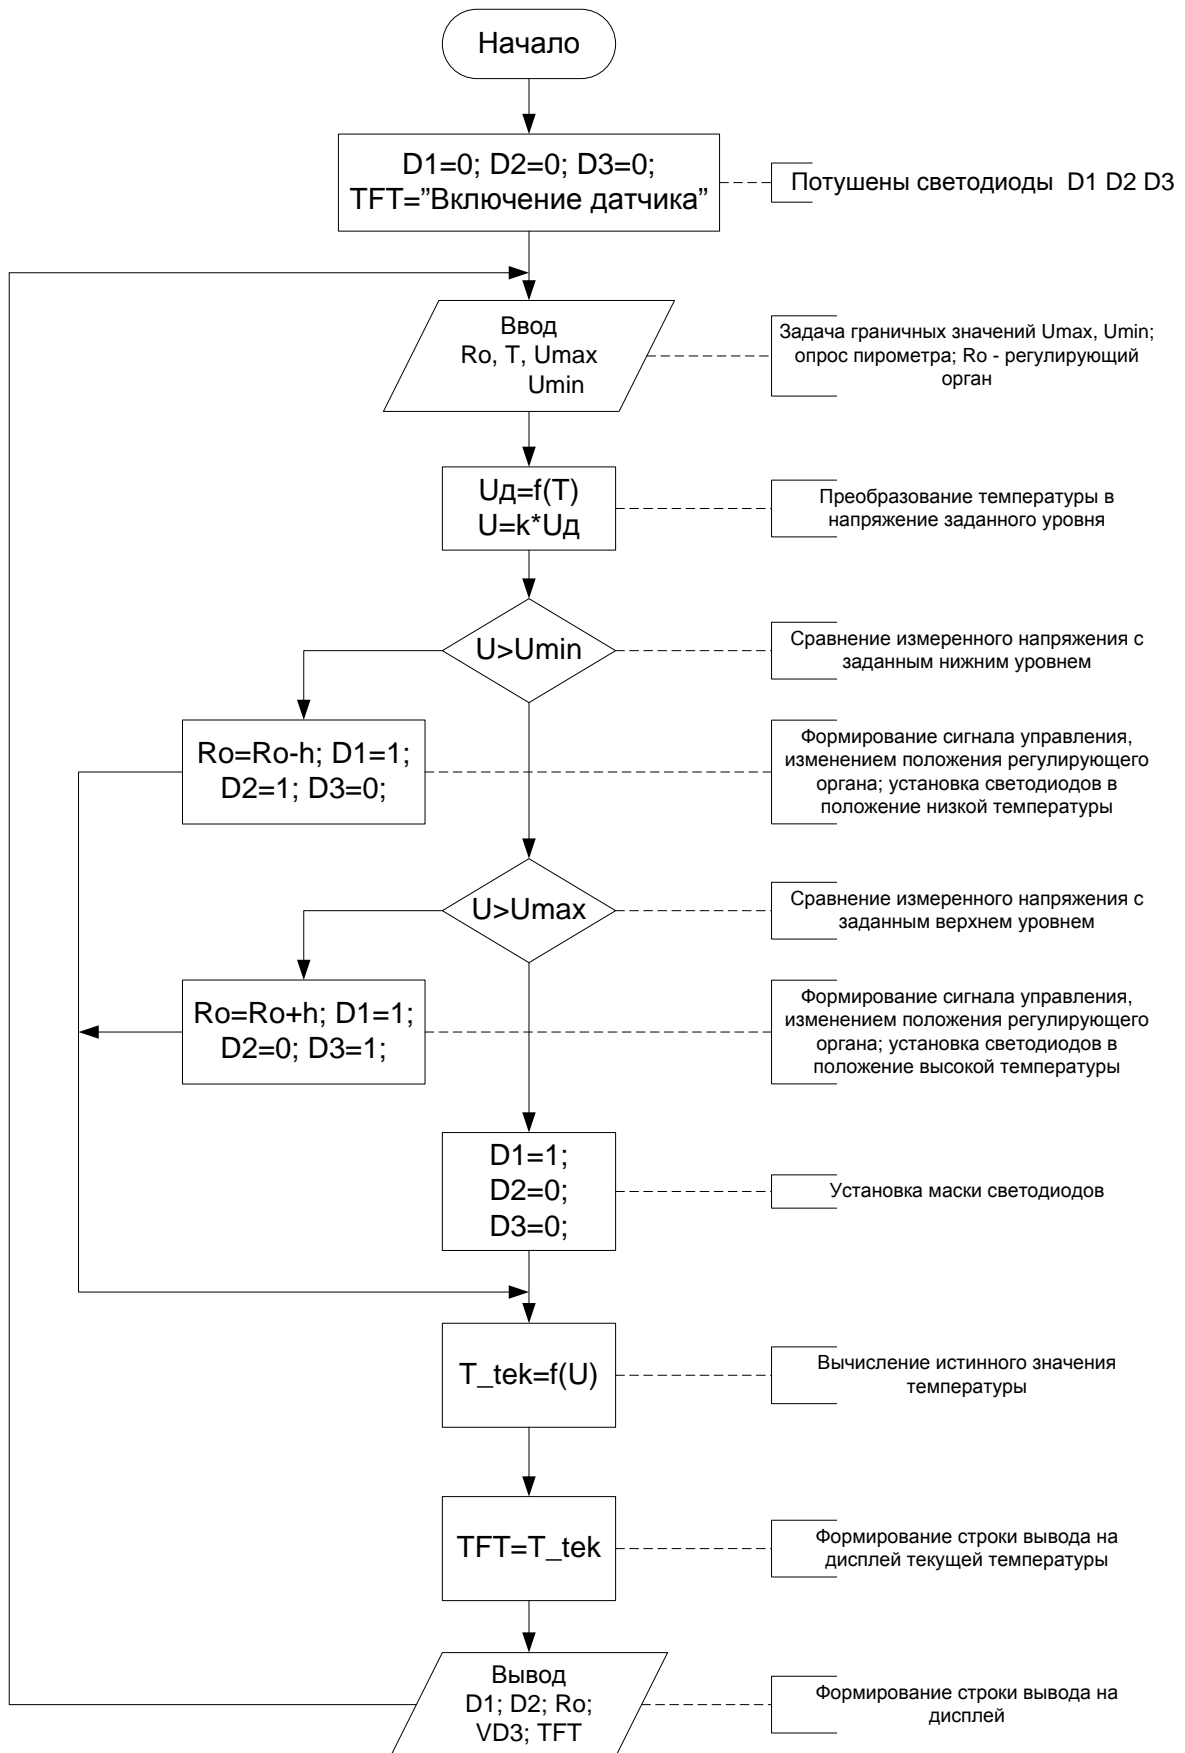 Начало
D1=0; D2=0; D3=0;
TFT=”Включение датчика”
Потушены светодиоды D1 D2 D3
Ввод
Ro, T, Umax
Umin
Задача граничных значений Umax, Umin;
опрос пирометра; Ro - регулирующий
орган
Uд=f(T)
U=k*Uд
Преобразование температуры в
напряжение заданного уровня
U>Umin
Сравнение измеренного напряжения с
заданным нижним уровнем
Ro=Ro-h; D1=1;
D2=1; D3=0;
Формирование сигнала управления,
изменением положения регулирующего
органа; установка светодиодов в
положение низкой температуры
U>Umax
Сравнение измеренного напряжения с
заданным верхнем уровнем
Ro=Ro+h; D1=1;
D2=0; D3=1;
Формирование сигнала управления,
изменением положения регулирующего
органа; установка светодиодов в
положение высокой температуры
D1=1;
D2=0;
D3=0;
Установка маски светодиодов
T_tek=f(U)
Вычисление истинного значения
температуры
TFT=T_tek
Формирование строки вывода на
дисплей текущей температуры
Вывод
D1; D2; Ro;
VD3; TFT
Формирование строки вывода на
дисплей